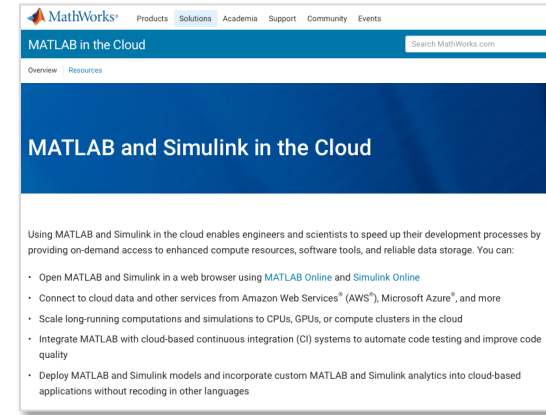 MathWorks®
Products Solutions Academia Support Community Events
MATLAB in the Cloud
Search MathWorks.com
Overview Resources
MATLAB and Simulink in the Cloud
Using MATLAB and Simulink in the cloud enables engineers and scientists to speed up their development processes by
providing on-demand access to enhanced compute resources, software tools, and reliable data storage. You can:
• Open MATLAB and Simulink in a web browser using MATLAB Online and Simulink Online
• Connect to cloud data and other services from Amazon Web Services® (AWS®), Microsoft Azure®, and more
• Scale long-running computations and simulations to CPUs, GPUs, or compute clusters in the cloud
• Integrate MATLAB with cloud-based continuous integration (CI) systems to automate code testing and improve code
quality
• Deploy MATLAB and Simulink models and incorporate custom MATLAB and Simulink analytics into cloud-based
applications without recoding in other languages